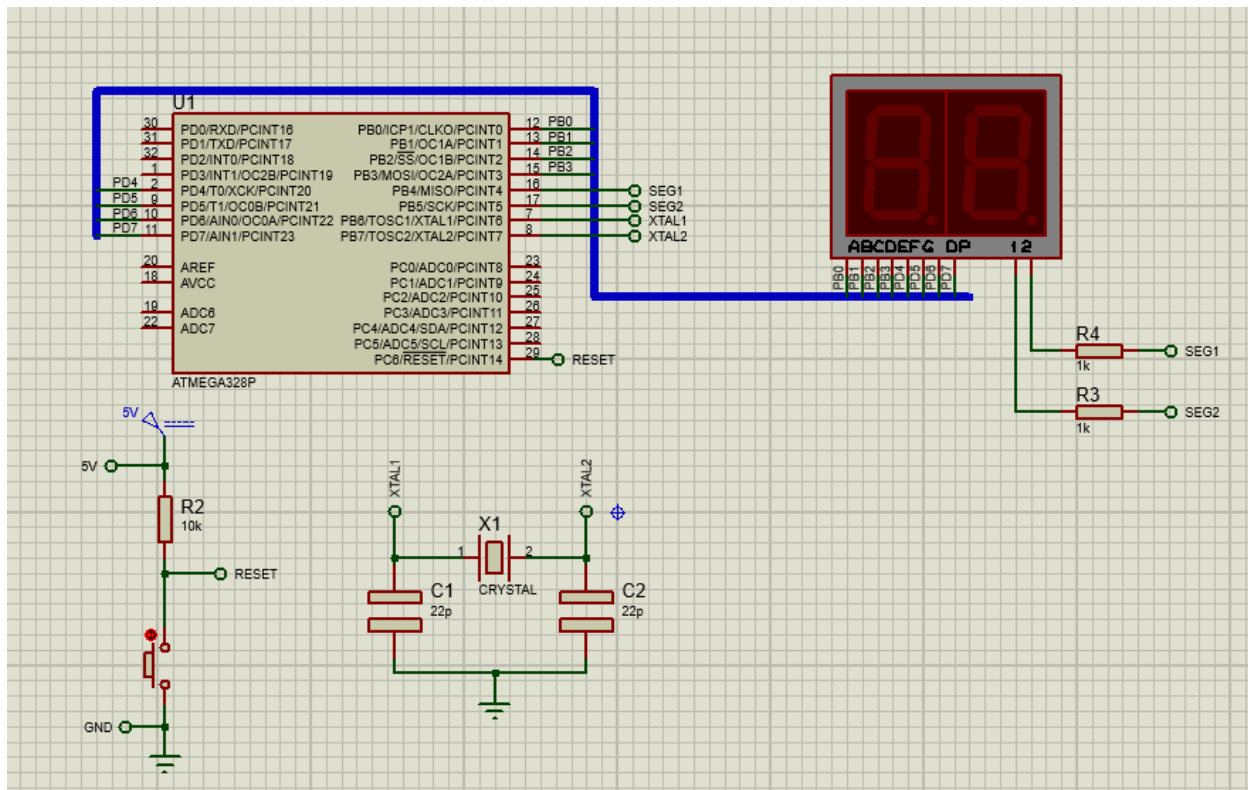 U1
30 PD0/RXD/PCINT16
31 PD1/TXD/PCINT17
32 PD2/INT0/PCINT18
1 PD3/INT1/OC2B/PCINT19
PD4 2 PD4/T0/XCK/PCINT20
PD5 9 PD5/T1/OC0B/PCINT21
PD6 10 PD6/AIN0/OC0A/PCINT22
PD7 11 PD7/AIN1/PCINT23
20 AREF
18 AVCC
19 ADC6
22 ADC7
PB0/ICP1/CLKO/PCINT0 12 PB0
PB1/OC1A/PCINT1 13 PB1
PB2/SS/OC1B/PCINT2 14 PB2
PB3/MOSI/OC2A/PCINT3 15 PB3
PB4/MISO/PCINT4 16 SEG1
PB5/SCK/PCINT5 17 SEG2
PB6/TOSC1/XTAL1/PCINT6 7 XTAL1
PB7/TOSC2/XTAL2/PCINT7 8 XTAL2
PC0/ADC0/PCINT8 23
PC1/ADC1/PCINT9 24
PC2/ADC2/PCINT10 25
PC3/ADC3/PCINT11 26
PC4/ADC4/SDA/PCINT12 27
PC5/ADC5/SCL/PCINT13 28
PC6/RESET/PCINT14 29 RESET
ATMEGA328P
ABCDEFG DP 12
PB0
PB1
PB2
PB3
PD4
PD5
PD6
PD7
R4
1k
SEG1
R3
1k
SEG2
5V
5V
R2
10k
RESET
GND
XTAL1
XTAL2
X1
1 2
CRYSTAL
C1
22p
C2
22p